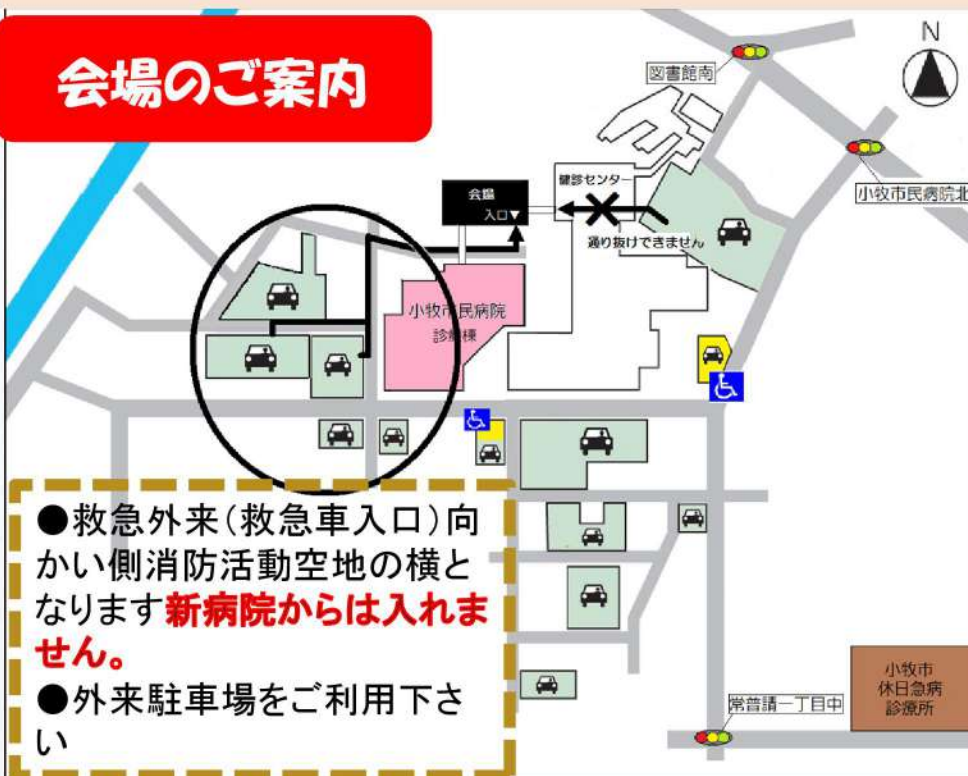 会場のご案内
N
図書館南
小牧市民病院北
健診センター
会場
入口▼
通り抜けできません
小牧市民病院
診療棟
●救急外来(救急車入口)向
かい側消防活動空地の横と
なります新病院からは入れま
せん。
●外来駐車場をご利用下さ
い
小牧市
休日急病
診療所
常普請一丁目中